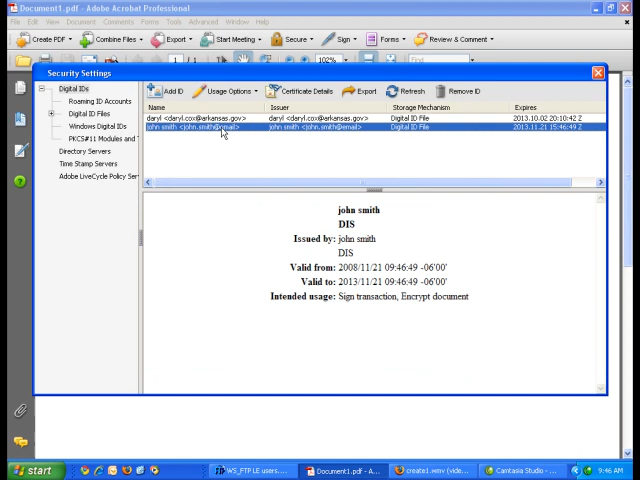 Document1.pdf - Adobe Acrobat Professional
File Edit View Document Comments Forms Tools Advanced Window Help
Create PDF Combine Files Export Start Meeting Secure Sign Forms Review & Comment
1 / 1 102% Find
Security Settings
Digital IDs
Roaming ID Accounts
Digital ID Files
Windows Digital IDs
PKCS#11 Modules and
Directory Servers
Time Stamp Servers
Adobe LiveCycle Policy Ser
Add ID Usage Options Certificate Details Export Refresh Remove ID
Name Issuer Storage Mechanism Expires
daryl <daryl.cox@arkansas.gov> daryl <daryl.cox@arkansas.gov> Digital ID File 2013.10.02 20:10:42 Z
john smith <john.smith@email> john smith <john.smith@email> Digital ID File 2013.11.21 15:46:49 Z
john smith
DIS
Issued by: john smith
DIS
Valid from: 2008/11/21 09:46:49 -06'00'
Valid to: 2013/11/21 09:46:49 -06'00'
Intended usage: Sign transaction, Encrypt document
start WS_FTP LE users.... Document1.pdf - A... create1.wmv (vide... Camtasia Studio - ... 9:46 AM